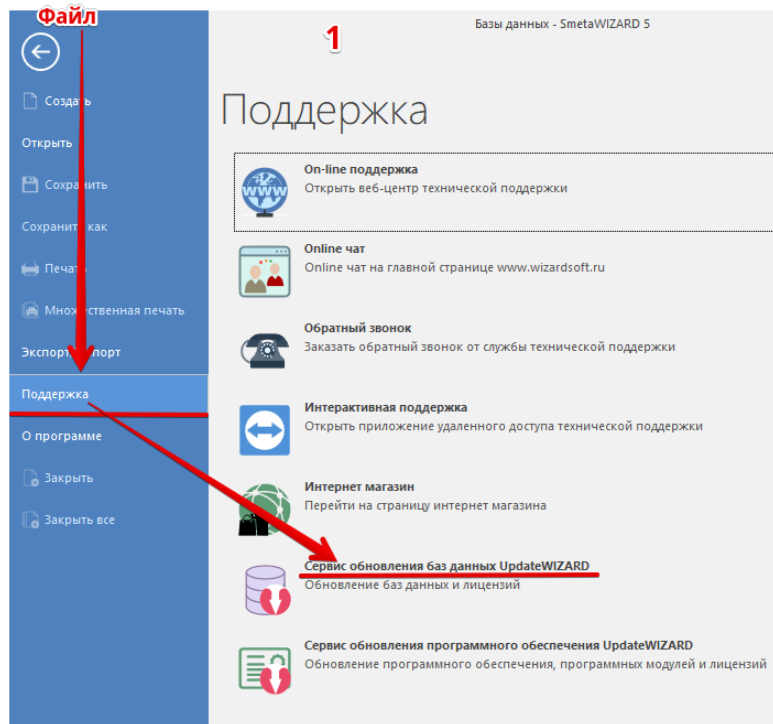 Файл
1
Базы данных - SmetaWIZARD 5
Создать
Открыть
Сохранить
Сохранить как
Печать
Множественная печать
Экспорт/импорт
Поддержка
О программе
Закрыть
Закрыть все
Поддержка
On-line поддержка
Открыть веб-центр технической поддержки
Online чат
Online чат на главной странице www.wizardsoft.ru
Обратный звонок
Заказать обратный звонок от службы технической поддержки
Интерактивная поддержка
Открыть приложение удаленного доступа технической поддержки
Интернет магазин
Перейти на страницу интернет магазина
Сервис обновления баз данных UpdateWIZARD
Обновление баз данных и лицензий
Сервис обновления программного обеспечения UpdateWIZARD
Обновление программного обеспечения, программных модулей и лицензий
WWW